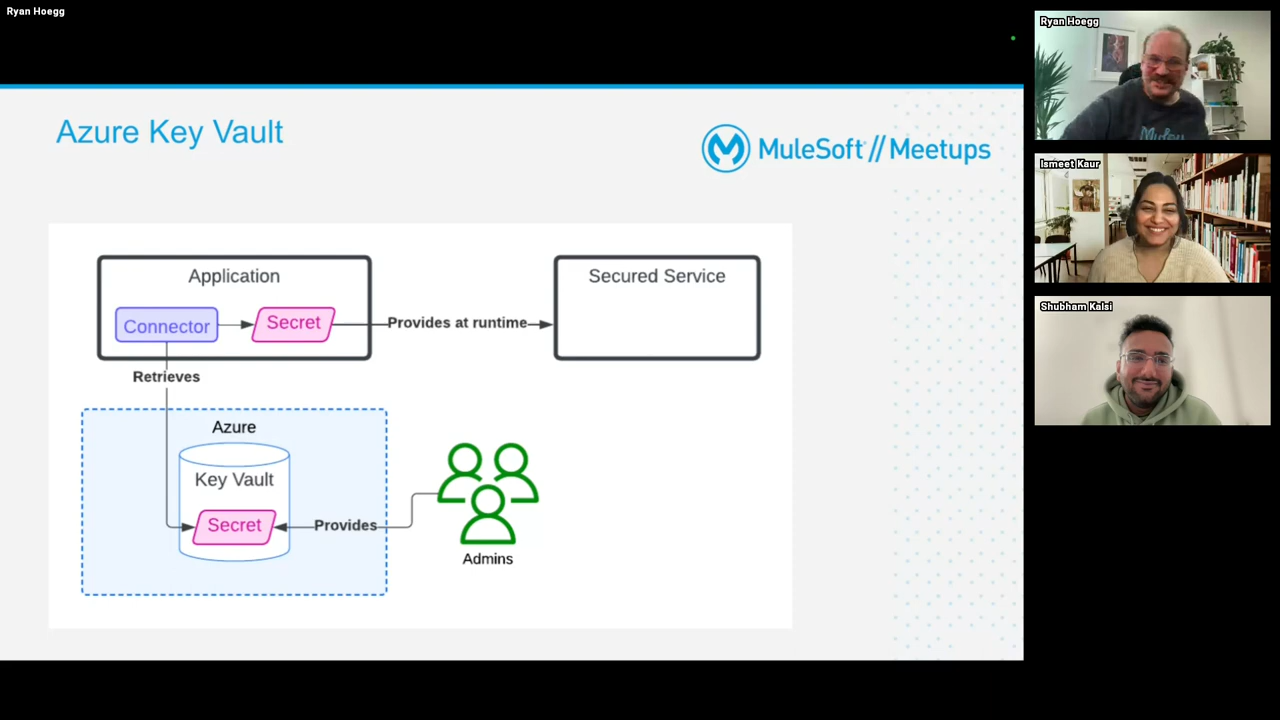 Ryan Hoegg
Azure Key Vault
MuleSoft // Meetups
Application
Connector
Secret
Provides at runtime
Secured Service
Retrieves
Azure
Key Vault
Secret
Provides
Admins
Ryan Hoegg
Ismeet Kaur
Shubham Kalsi